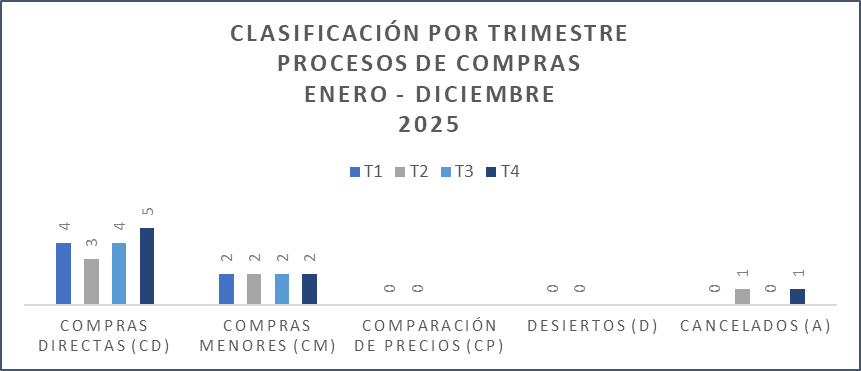 CLASIFICACIÓN POR TRIMESTRE
PROCESOS DE COMPRAS
ENERO - DICIEMBRE
2025
T1 T2 T3 T4
4 3 4 5 2 2 2 2 0 0 0 0 0 1 0 1
COMPRAS DIRECTAS (CD)
COMPRAS MENORES (CM)
COMPARACIÓN DE PRECIOS (CP)
DESIERTOS (D)
CANCELADOS (A)